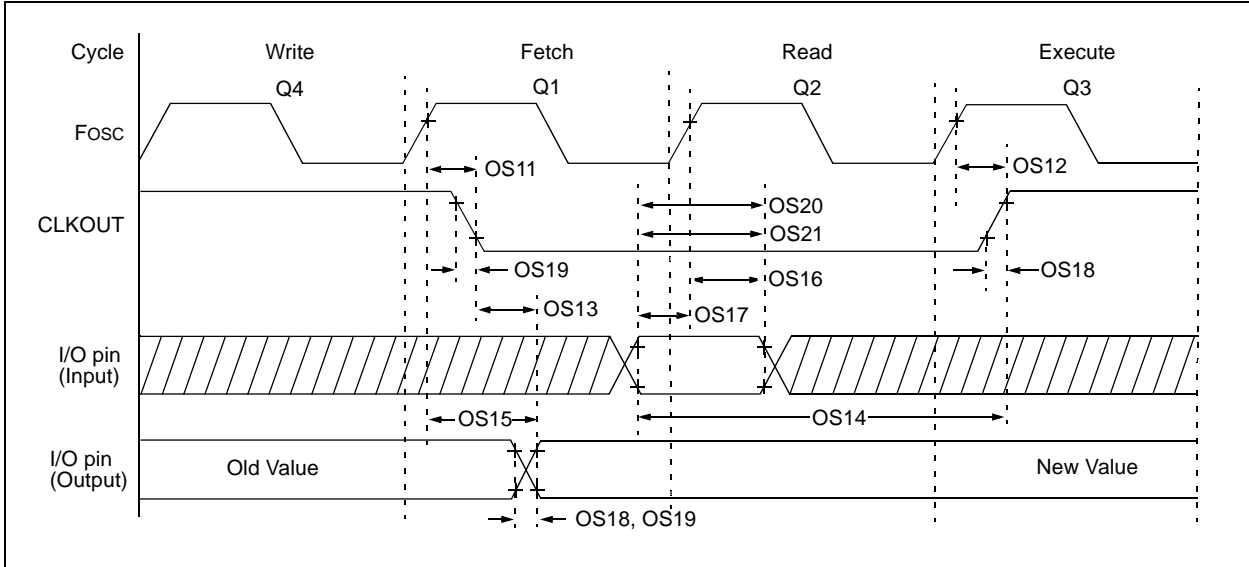 Cycle Write Fetch Read Execute
Q4 Q1 Q2 Q3
FOSC
OS11 OS12
OS20
CLKOUT
OS21
OS19 OS16 OS18
OS13 OS17
I/O pin
(Input)
OS15 OS14
I/O pin
(Output)
Old Value New Value
OS18, OS19